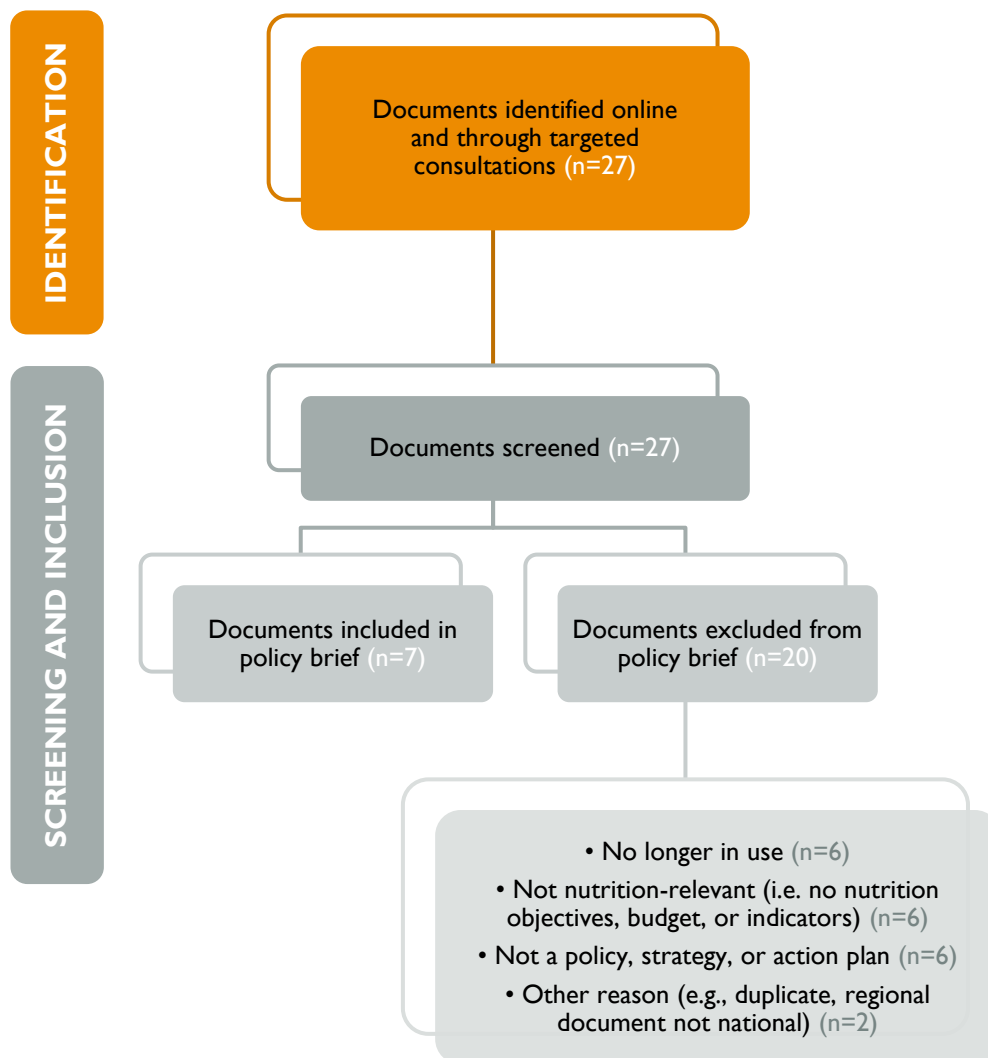 IDENTIFICATION
Documents identified online
and through targeted
consultations (n=27)
SCREENING AND INCLUSION
Documents screened (n=27)
Documents included in
policy brief (n=7)
Documents excluded from
policy brief (n=20)
• No longer in use (n=6)
• Not nutrition-relevant (i.e. no nutrition
objectives, budget, or indicators) (n=6)
• Not a policy, strategy, or action plan (n=6)
• Other reason (e.g., duplicate, regional
document not national) (n=2)